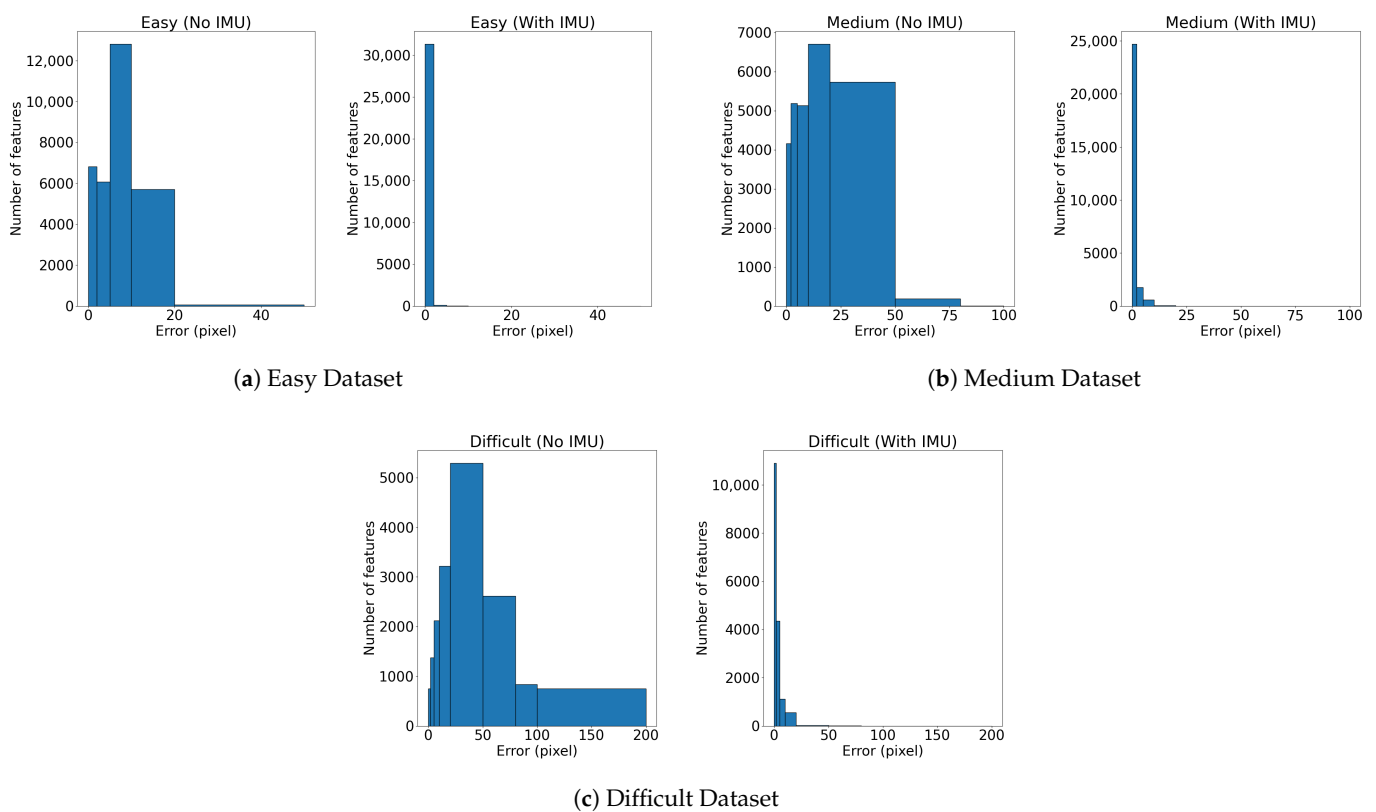 Easy (No IMU)
Number of features
12,000
10,000
8000
6000
4000
2000
0
0 20 40
Error (pixel)
Easy (With IMU)
Number of features
30,000
25,000
20,000
15,000
10,000
5000
0
0 20 40
Error (pixel)
Medium (No IMU)
Number of features
7000
6000
5000
4000
3000
2000
1000
0
0 25 50 75 100
Error (pixel)
Medium (With IMU)
Number of features
25,000
20,000
15,000
10,000
5000
0
0 25 50 75 100
Error (pixel)
(a) Easy Dataset
(b) Medium Dataset
Difficult (No IMU)
Number of features
5000
4000
3000
2000
1000
0
0 50 100 150 200
Error (pixel)
Difficult (With IMU)
Number of features
10,000
8000
6000
4000
2000
0
0 50 100 150 200
Error (pixel)
(c) Difficult Dataset